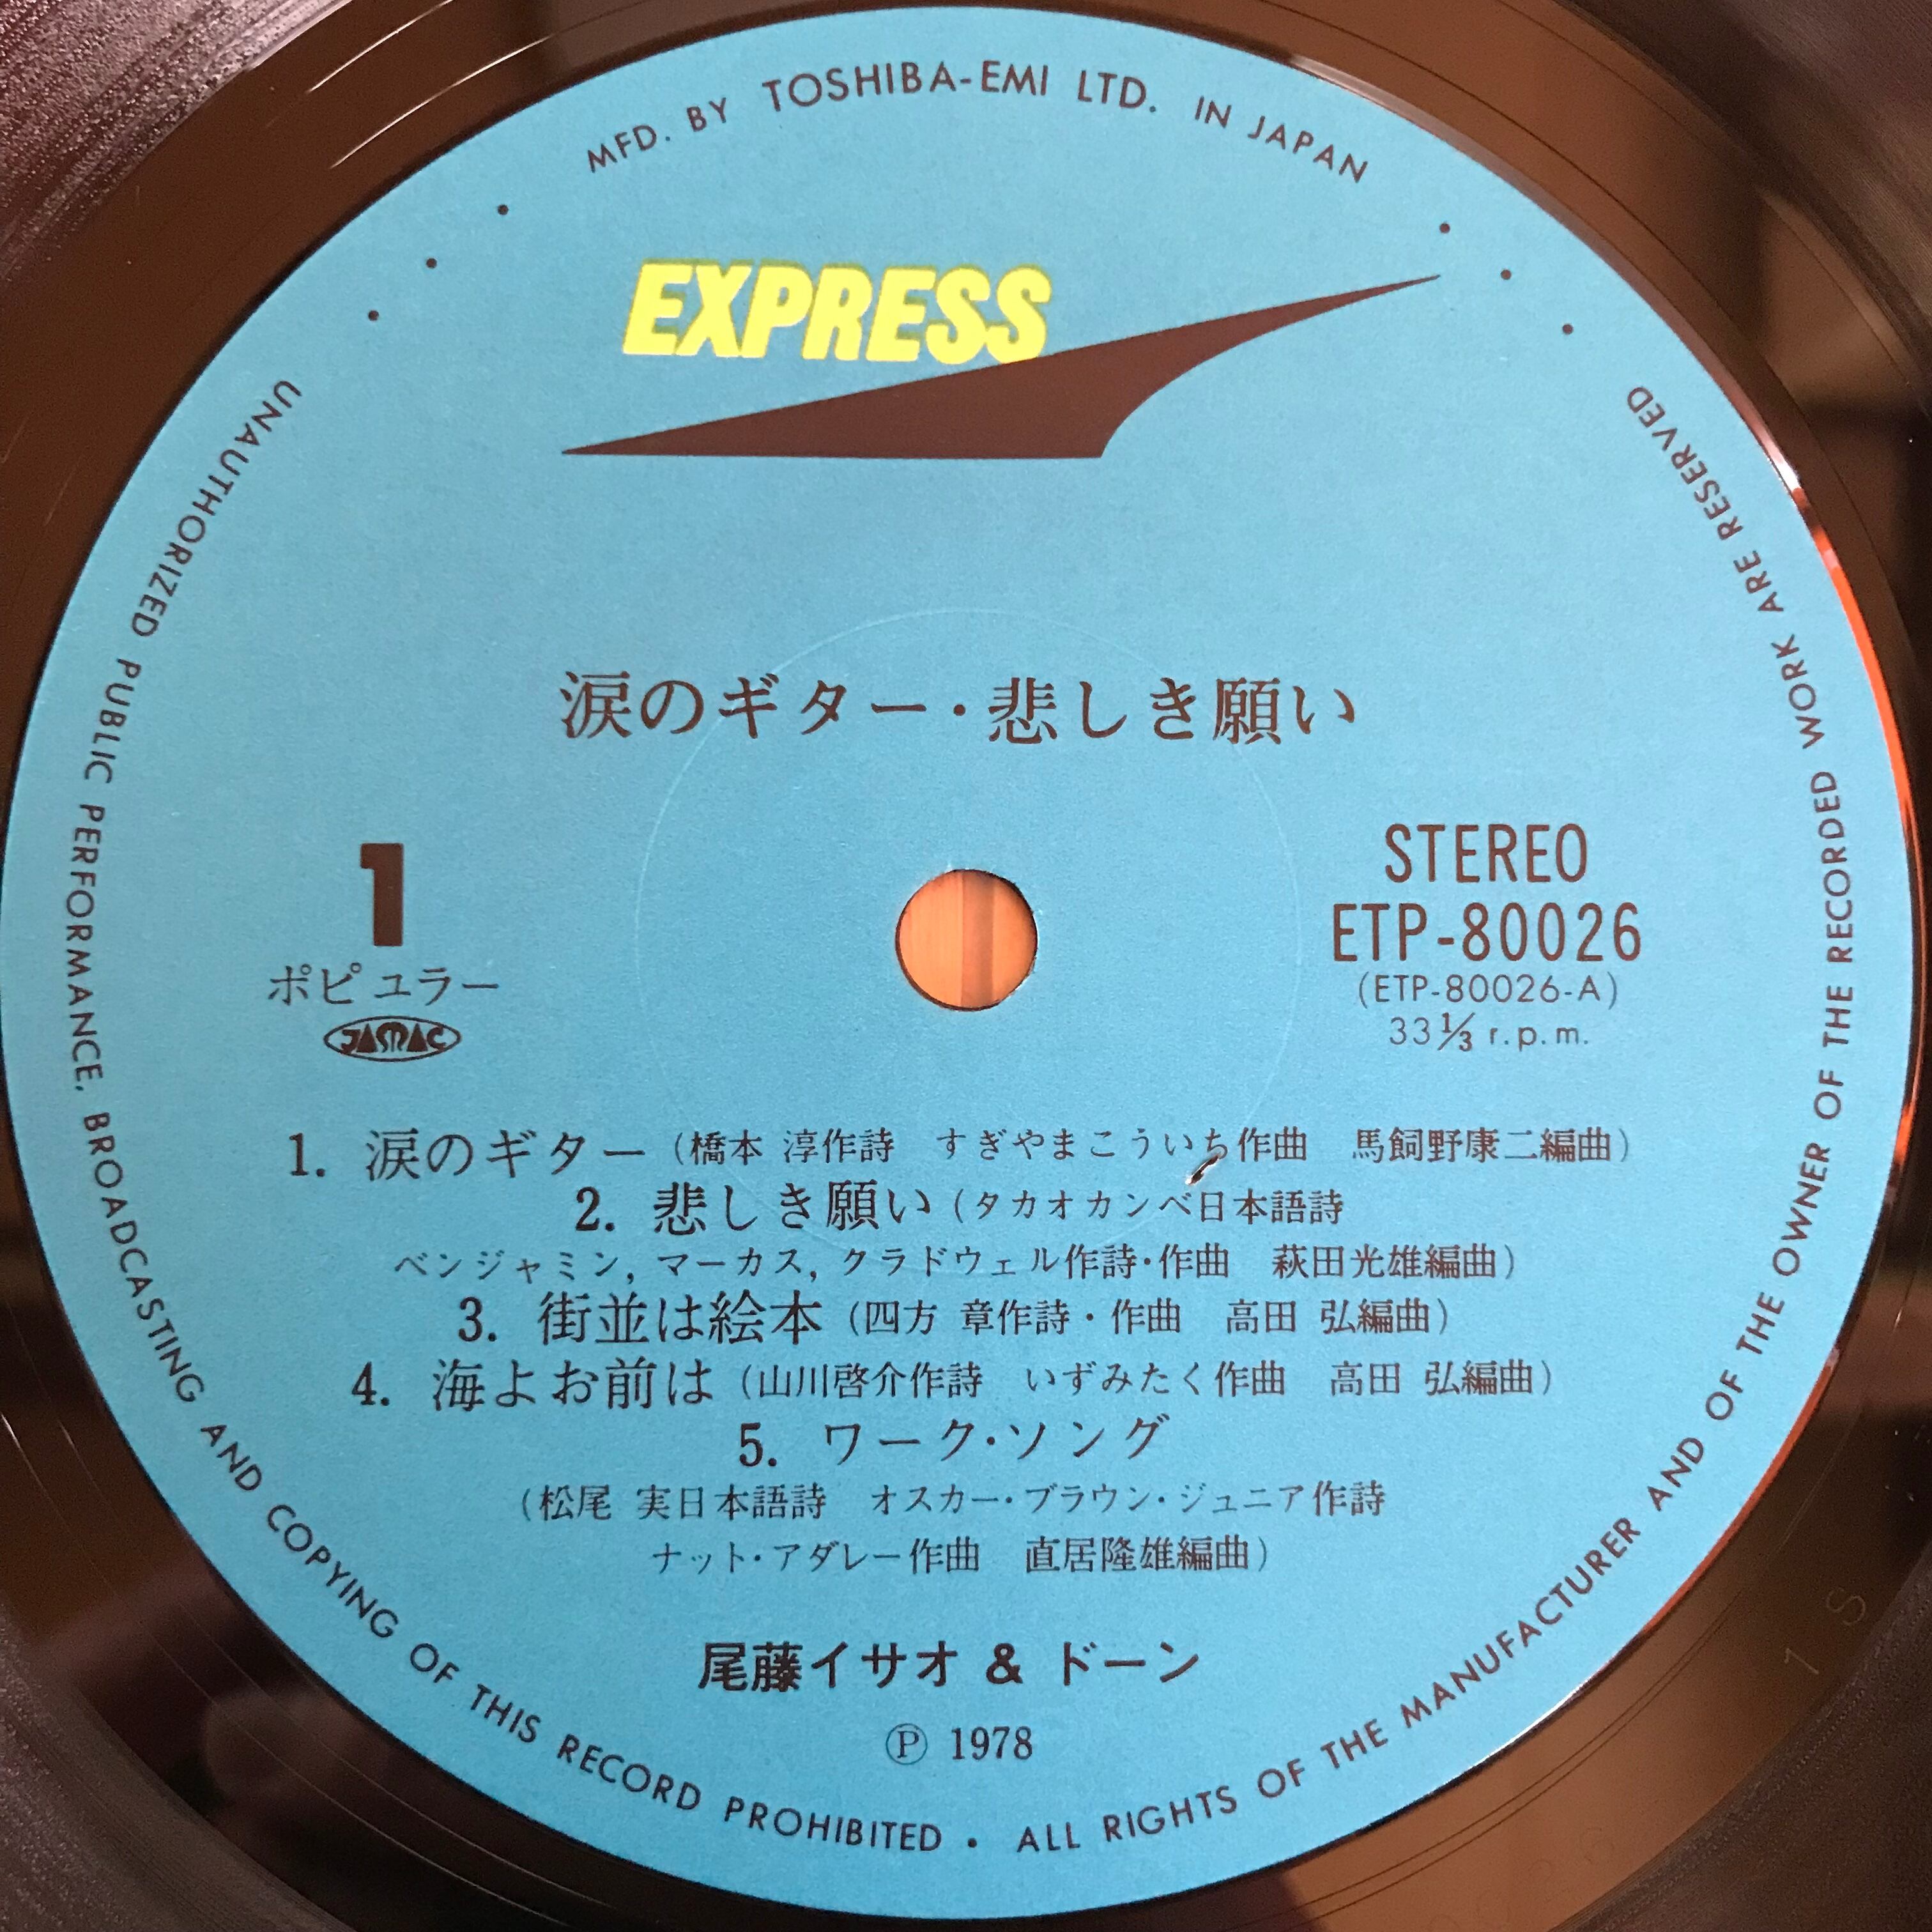 MFD. BY TOSHIBA-EMI LTD. IN JAPAN
EXPRESS
涙のギター・悲しき願い
1
ポピュラー
JASRAC
STEREO
ETP-80026
(ETP-80026-A)
33⅓ r.p.m.
1. 涙のギター (橋本 淳作詩 すぎやまこういち作曲 馬飼野康二編曲)
2. 悲しき願い (タカオカンベ日本語詩
ベンジャミン, マーカス, クラドウェル作詩・作曲 萩田光雄編曲)
3. 街並は絵本 (四方 章作詩・作曲 高田 弘編曲)
4. 海よお前は (山川啓介作詩 いずみたく作曲 高田 弘編曲)
5. ワーク・ソング
(松尾 実日本語詩 オスカー・ブラウン・ジュニア作詩
ナット・アダレー作曲 直居隆雄編曲)
尾藤イサオ & ドーン
Ⓟ 1978
UNAUTHORIZED PUBLIC PERFORMANCE, BROADCASTING AND COPYING OF THIS RECORD PROHIBITED • ALL RIGHTS OF THE MANUFACTURER AND OF THE OWNER OF THE RECORDED WORK ARE RESERVED
1 S